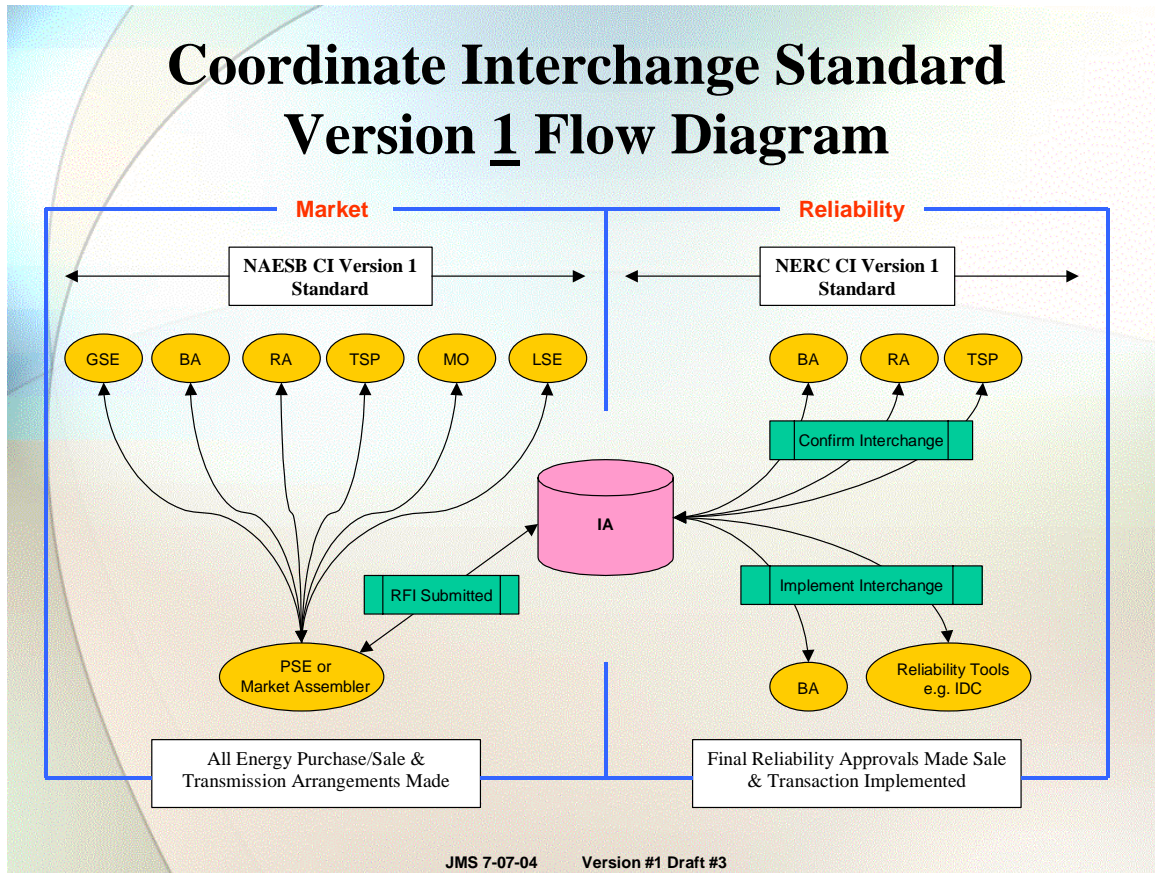 Coordinate Interchange Standard
Version 1 Flow Diagram
Market
Reliability
NAESB CI Version 1
Standard
NERC CI Version 1
Standard
GSE
BA
RA
TSP
MO
LSE
BA
RA
TSP
Confirm Interchange
IA
RFI Submitted
Implement Interchange
PSE or
Market Assembler
BA
Reliability Tools
e.g. IDC
All Energy Purchase/Sale &
Transmission Arrangements Made
Final Reliability Approvals Made Sale
& Transaction Implemented
JMS 7-07-04 Version #1 Draft #3